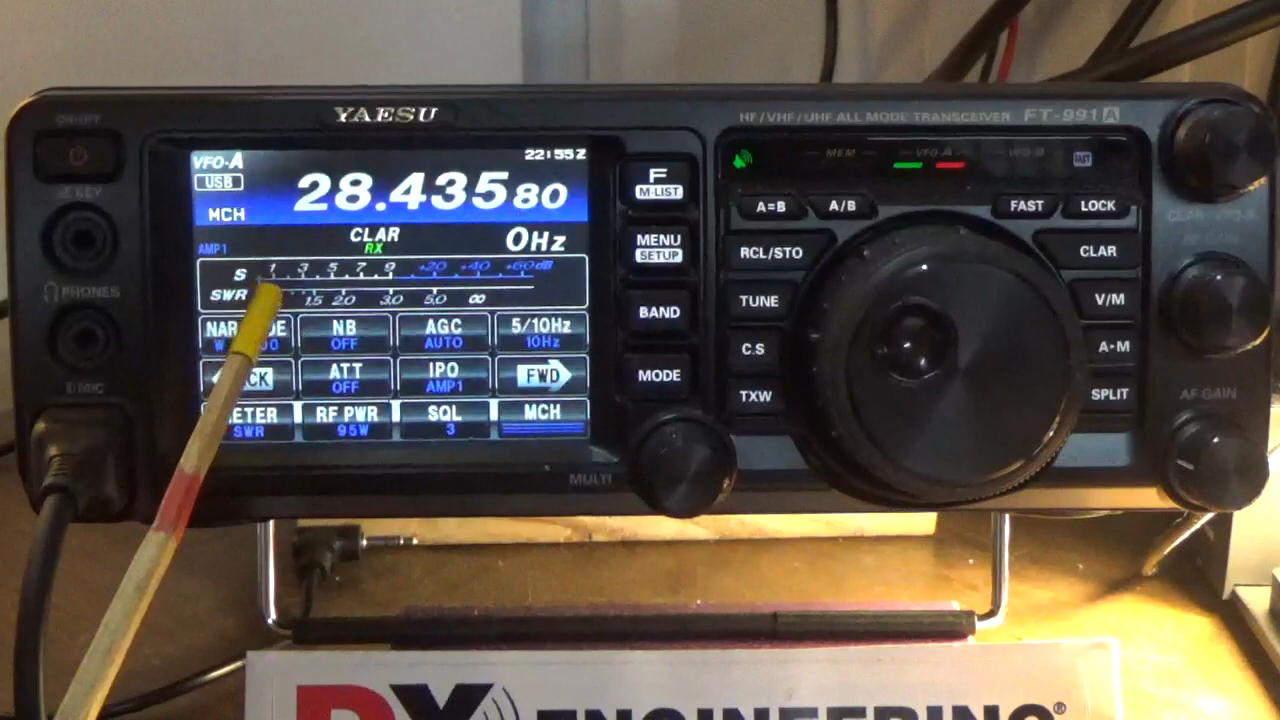 YAESU
HF/VHF/UHF ALL MODE TRANSCEIVER FT-991A
ON/OFF
VFO-A
22:55Z
USB
28.435 80
MCH
CLAR
RX
0Hz
AMP1
S 1 3 5 7 9 +20 +40 +60dB
SWR 1.5 2.0 3.0 5.0 ∞
NB
OFF
AGC
AUTO
5/10Hz
10Hz
ATT
OFF
IPO
AMP1
FWD
SWR
RF PWR
95W
SQL
3
MCH
KEY
PHONES
MIC
F
M-LIST
MENU
SETUP
BAND
MODE
MULTI
MEM
VFO-A
VFO-B
FAST
A=B
A/B
FAST
LOCK
RCL/STO
CLAR
TUNE
V/M
C.S
A▸M
TXW
SPLIT
AF GAIN
DX ENGINEERING®